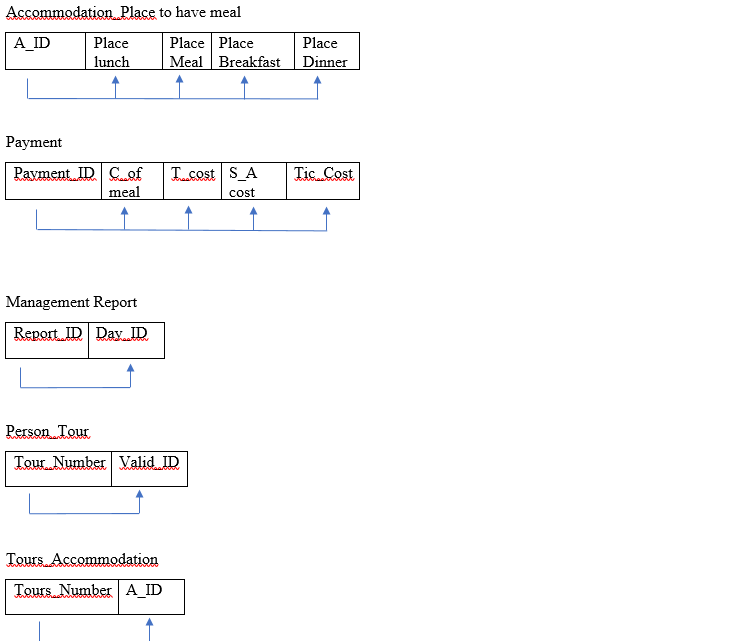 Accommodation_Place to have meal
A_ID Place Place Place Place
lunch Meal Breakfast Dinner
Payment
Payment_ID C_of T_cost S_A Tic_Cost
meal cost
Management Report
Report_ID Day_ID
Person_Tour
Tour_Number Valid_ID
Tours_Accommodation
Tours_Number A_ID